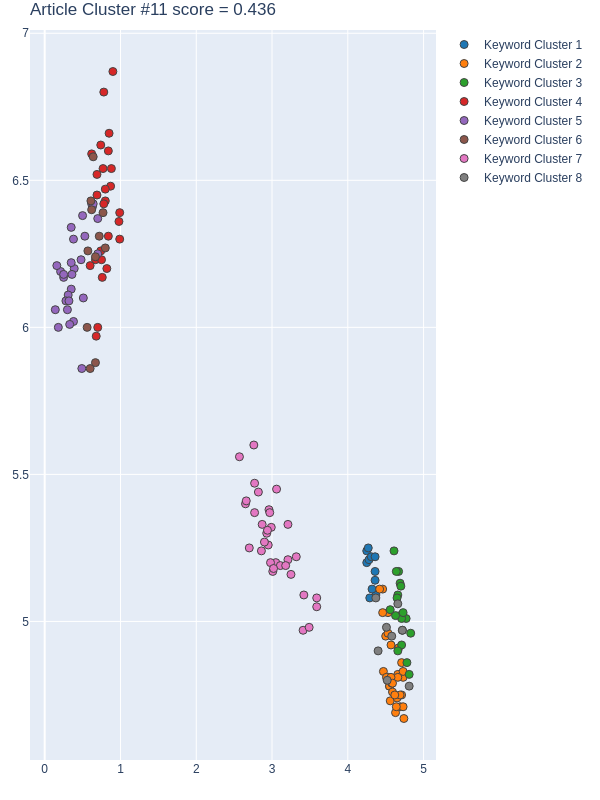 Article Cluster #11 score = 0.436
7
6.5
6
5.5
5
0 1 2 3 4 5
Keyword Cluster 1
Keyword Cluster 2
Keyword Cluster 3
Keyword Cluster 4
Keyword Cluster 5
Keyword Cluster 6
Keyword Cluster 7
Keyword Cluster 8